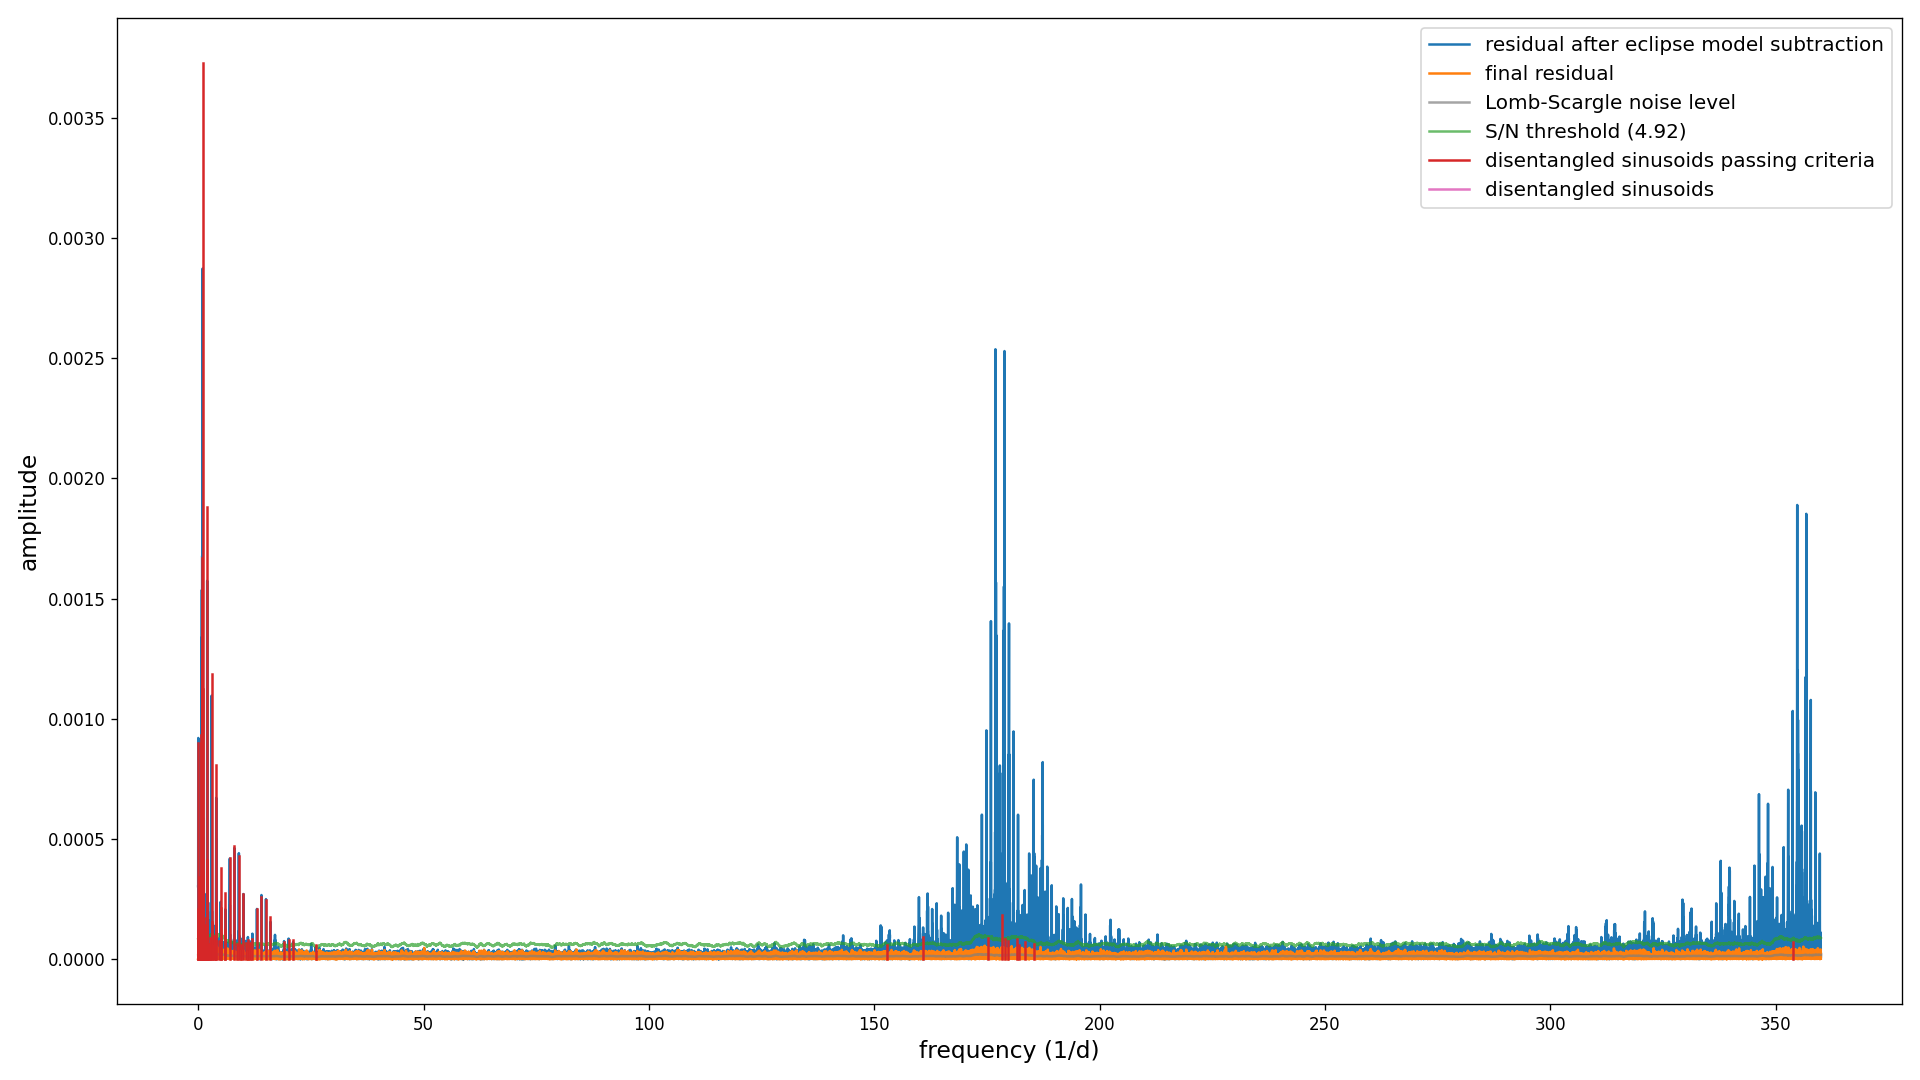 residual after eclipse model subtraction
final residual
Lomb-Scargle noise level
S/N threshold (4.92)
disentangled sinusoids passing criteria
disentangled sinusoids
amplitude
0.0035
0.0030
0.0025
0.0020
0.0015
0.0010
0.0005
0.0000
0 50 100 150 200 250 300 350
frequency (1/d)